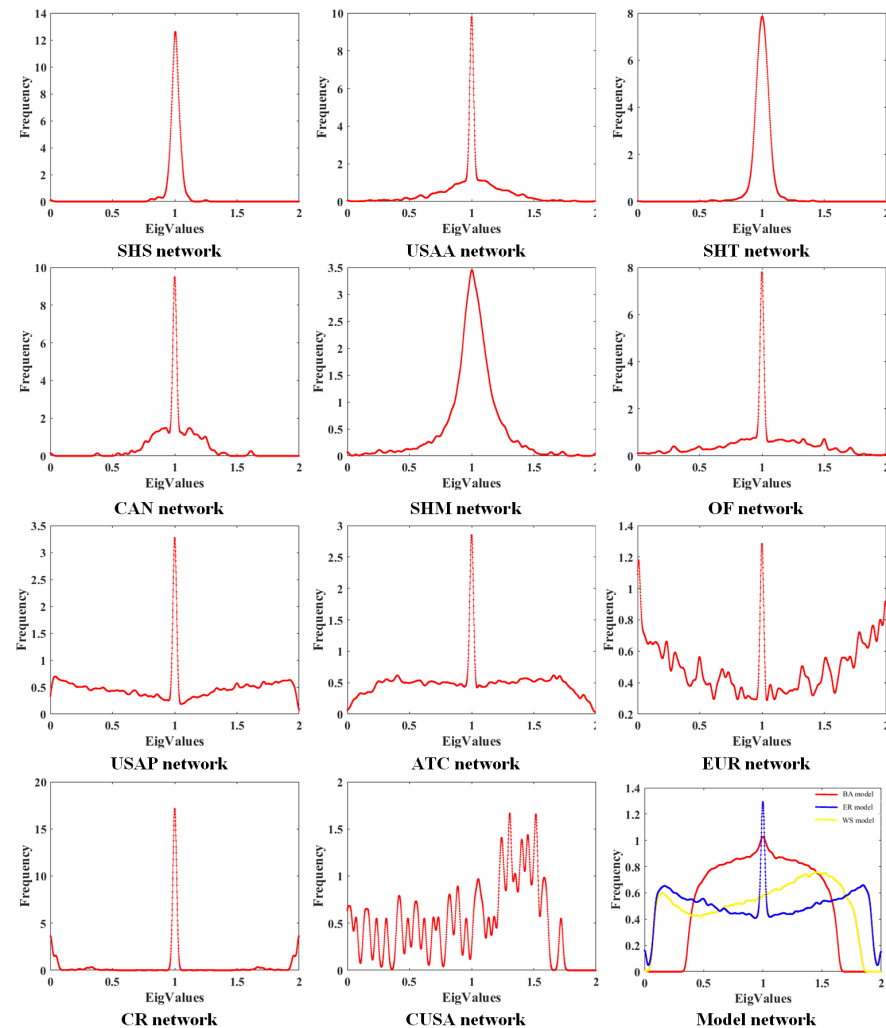 14
12
10
8
6
4
2
0
Frequency
0 0.5 1 1.5 2
EigValues
SHS network
10
8
6
4
2
0
Frequency
0 0.5 1 1.5 2
EigValues
USAA network
8
6
4
2
0
Frequency
0 0.5 1 1.5 2
EigValues
SHT network
10
8
6
4
2
0
Frequency
0 0.5 1 1.5 2
EigValues
CAN network
3.5
3
2.5
2
1.5
1
0.5
0
Frequency
0 0.5 1 1.5 2
EigValues
SHM network
8
6
4
2
0
Frequency
0 0.5 1 1.5 2
EigValues
OF network
3.5
3
2.5
2
1.5
1
0.5
0
Frequency
0 0.5 1 1.5 2
EigValues
USAP network
3
2.5
2
1.5
1
0.5
0
Frequency
0 0.5 1 1.5 2
EigValues
ATC network
1.4
1.2
1
0.8
0.6
0.4
0.2
Frequency
0 0.5 1 1.5 2
EigValues
EUR network
20
15
10
5
0
Frequency
0 0.5 1 1.5 2
EigValues
CR network
2
1.5
1
0.5
0
Frequency
0 0.5 1 1.5 2
EigValues
CUSA network
1.4
1.2
1
0.8
0.6
0.4
0.2
0
Frequency
BA model
ER model
WS model
0 0.5 1 1.5 2
EigValues
Model network